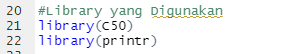 20 #Library yang Digunakan
21 library(C50)
22 library(printr)